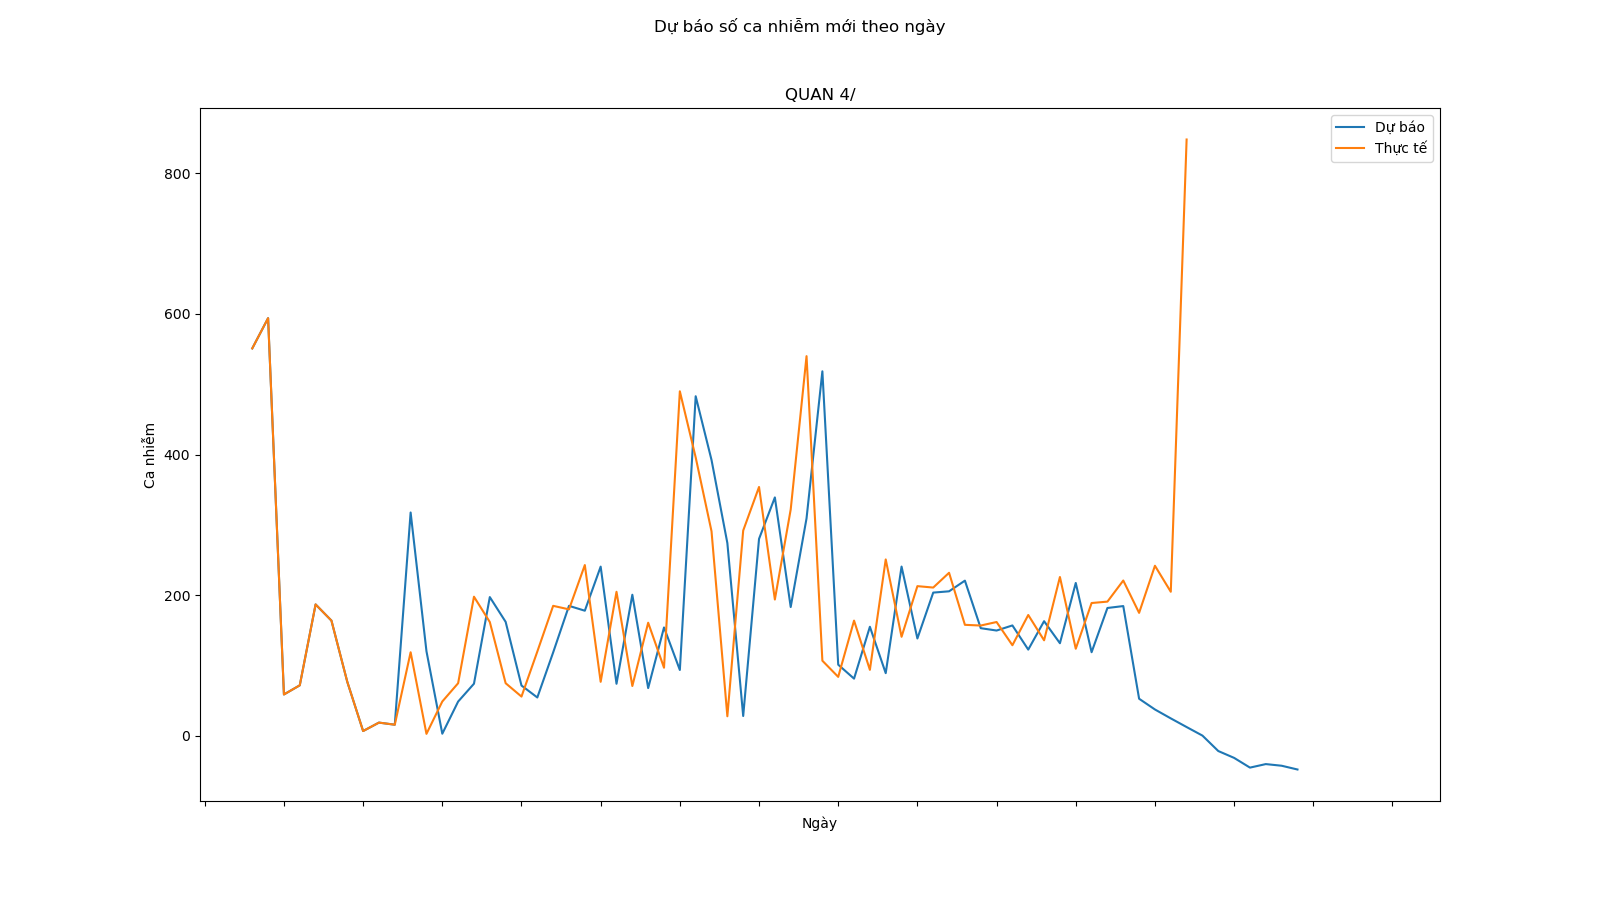 Dự báo số ca nhiễm mới theo ngày
QUAN 4/
Dự báo
Thực tế
800
600
400
200
0
Ca nhiễm
Ngày